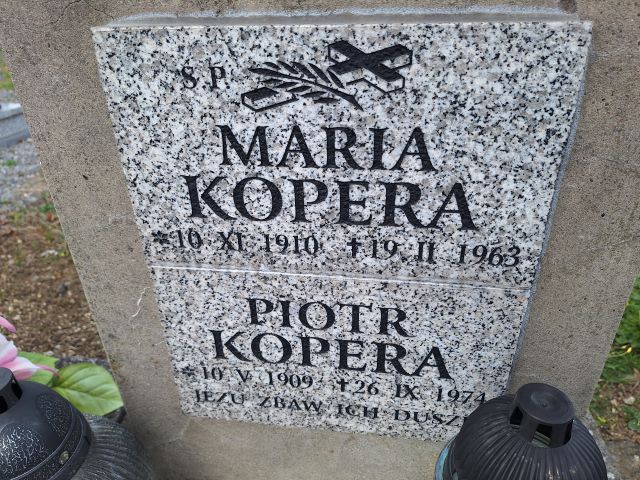 S P
MARIA
KOPERA
* 10 XI 1910 ✝ 19 II 1963
PIOTR
KOPERA
* 10 V 1909 ✝ 26 IX 1974
JEZU ZBAW ICH DUSZ